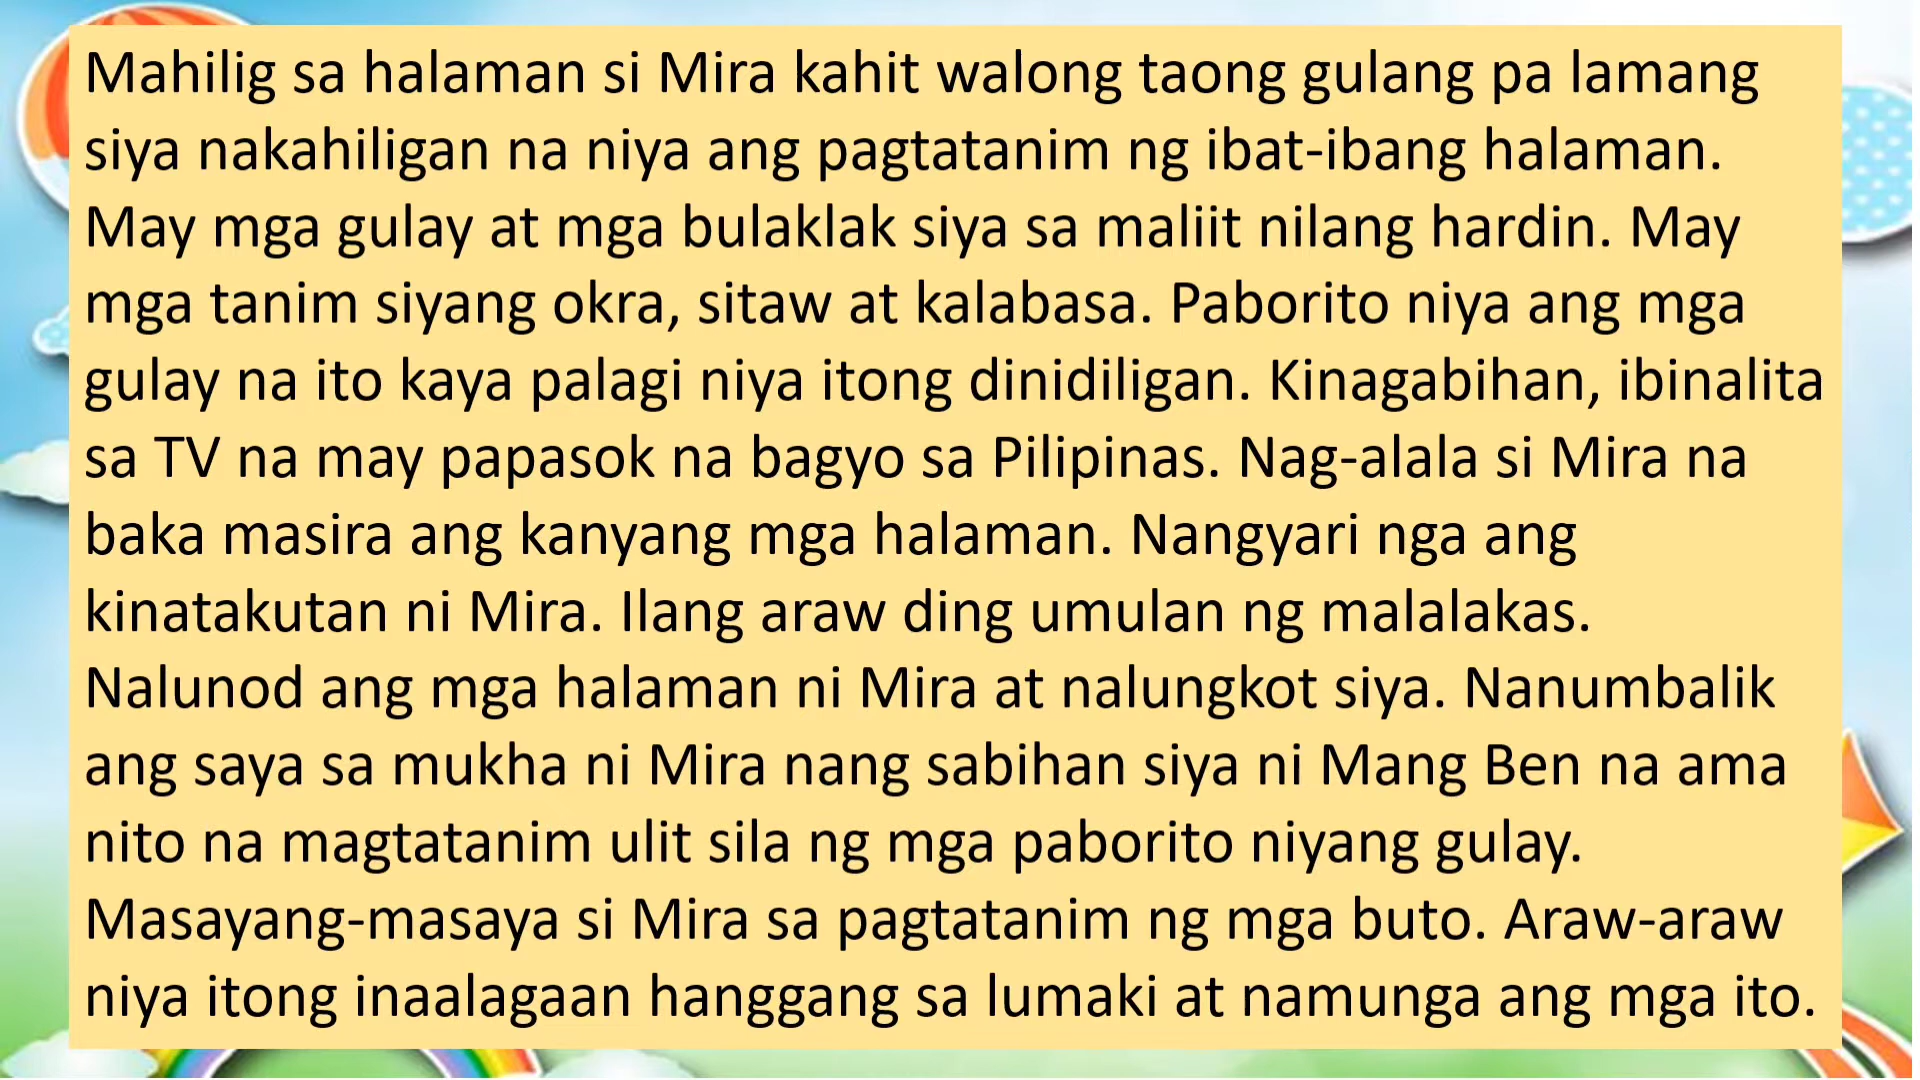 Mahilig sa halaman si Mira kahit walong taong gulang pa lamang
siya nakahiligan na niya ang pagtatanim ng ibat-ibang halaman.
May mga gulay at mga bulaklak siya sa maliit nilang hardin. May
mga tanim siyang okra, sitaw at kalabasa. Paborito niya ang mga
gulay na ito kaya palagi niya itong dinidiligan. Kinagabihan, ibinalita
sa TV na may papasok na bagyo sa Pilipinas. Nag-alala si Mira na
baka masira ang kanyang mga halaman. Nangyari nga ang
kinatakutan ni Mira. Ilang araw ding umulan ng malalakas.
Nalunod ang mga halaman ni Mira at nalungkot siya. Nanumbalik
ang saya sa mukha ni Mira nang sabihan siya ni Mang Ben na ama
nito na magtatanim ulit sila ng mga paborito niyang gulay.
Masayang-masaya si Mira sa pagtatanim ng mga buto. Araw-araw
niya itong inaalagaan hanggang sa lumaki at namunga ang mga ito.